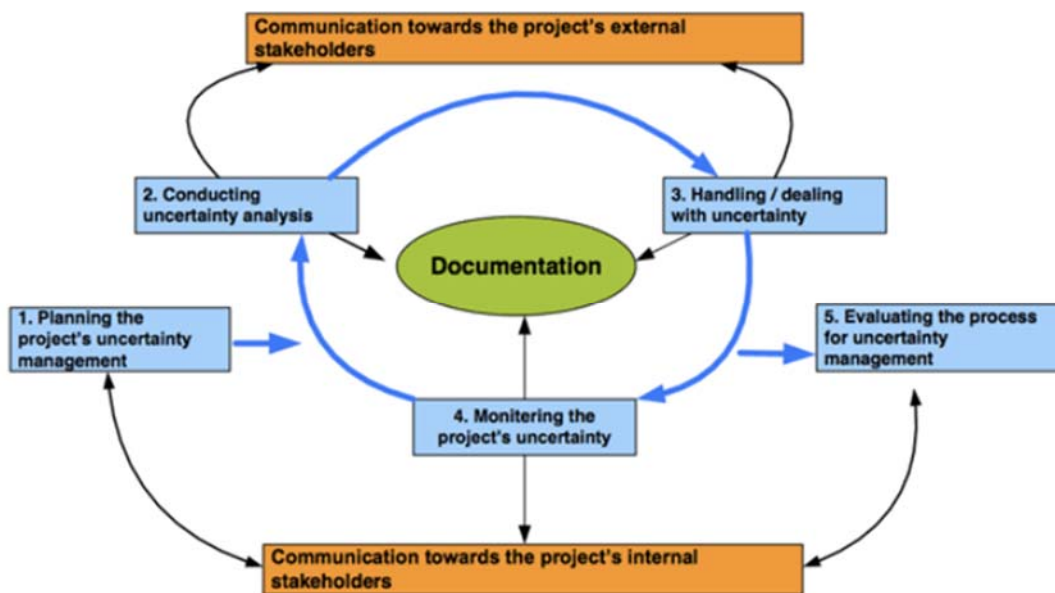 Communication towards the project's external
stakeholders
2. Conducting
uncertainty analysis
3. Handling / dealing
with uncertainty
Documentation
1. Planning the
project's uncertainty
management
5. Evaluating the process
for uncertainty
management
4. Monitering the
project's uncertainty
Communication towards the project's internal
stakeholders